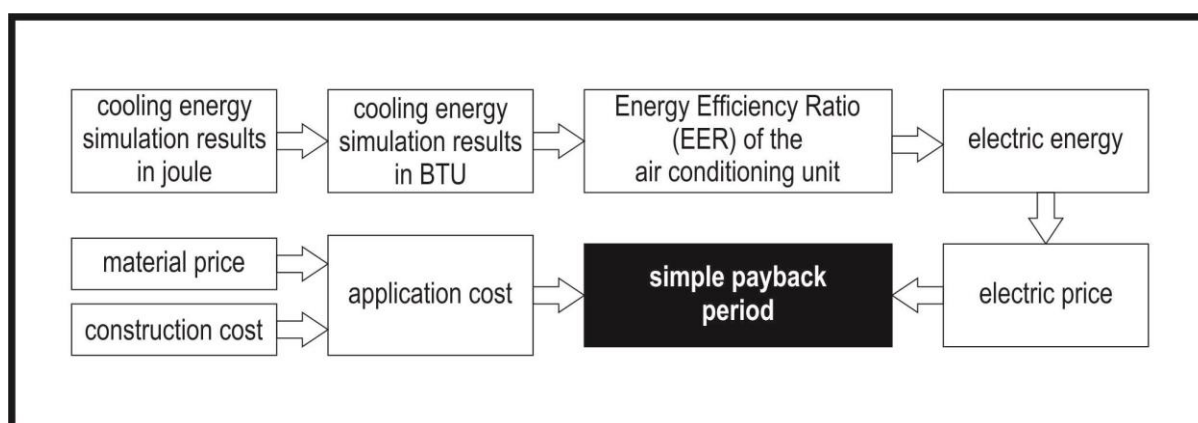 cooling energy
simulation results
in joule
cooling energy
simulation results
in BTU
Energy Efficiency Ratio
(EER) of the
air conditioning unit
electric energy
material price
construction cost
application cost
simple payback
period
electric price